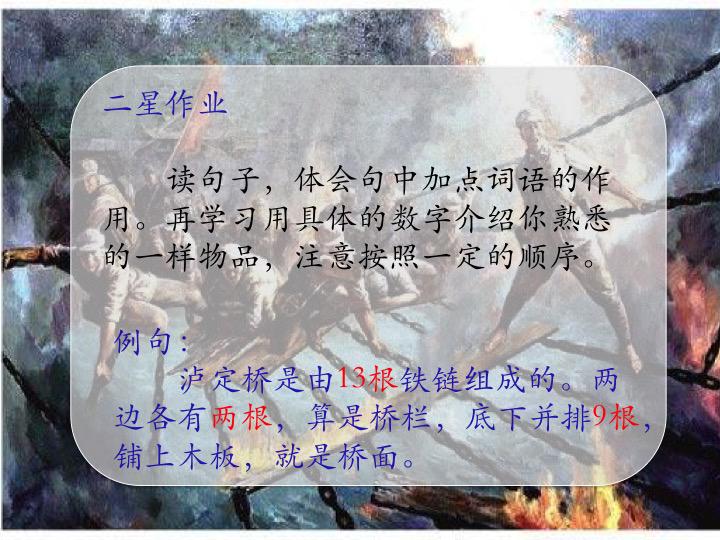 二星作业
读句子，体会句中加点词语的作
用。再学习用具体的数字介绍你熟悉
的一样物品，注意按照一定的顺序。
例句：
泸定桥是由13根铁链组成的。两
边各有两根，算是桥栏，底下并排9根，
铺上木板，就是桥面。